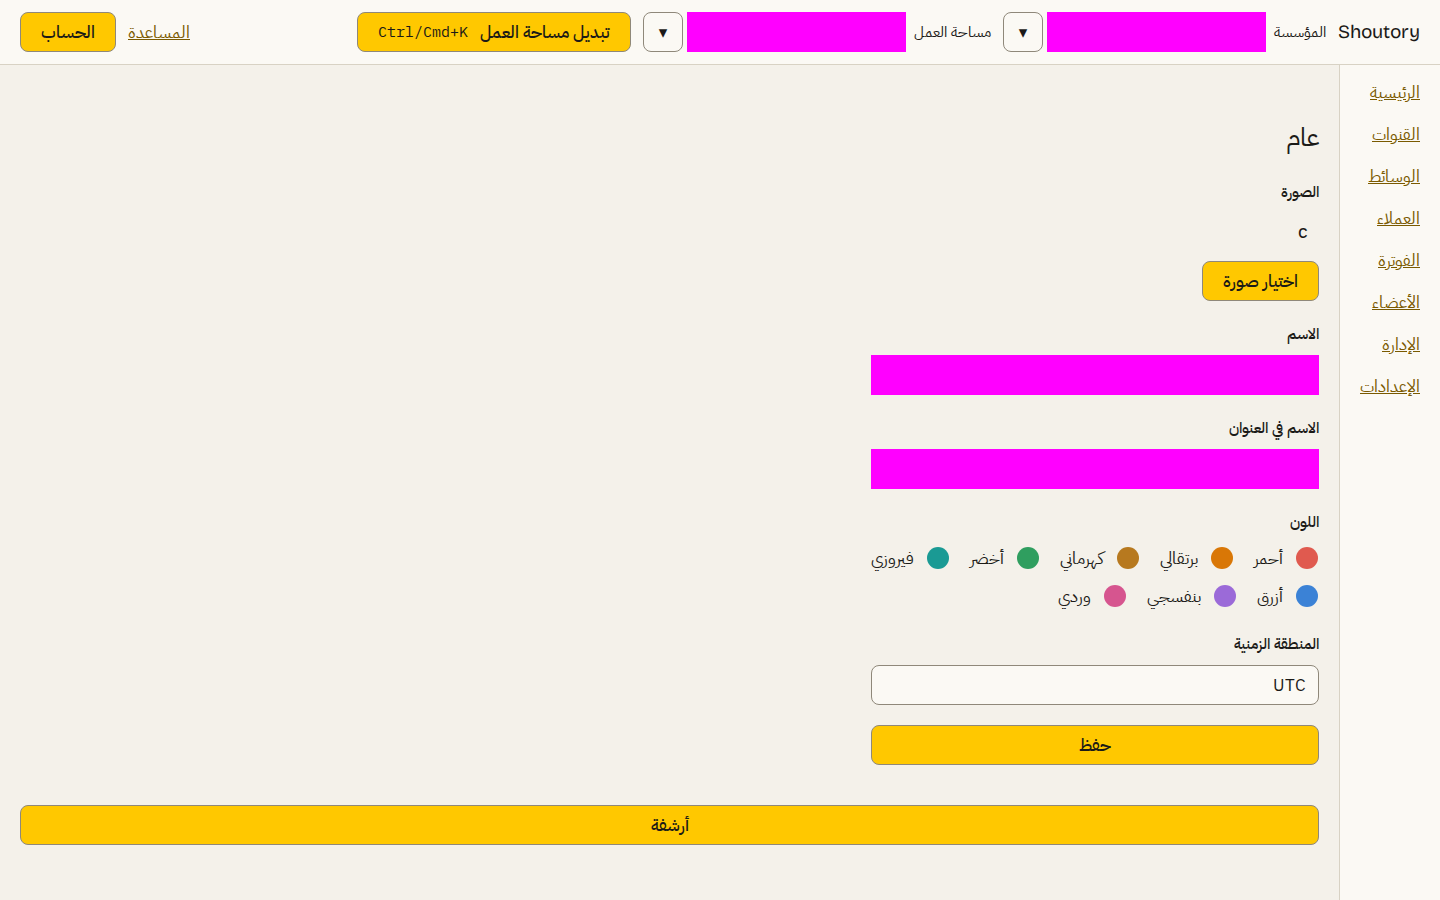 Shoutory المؤسسة ▼ مساحة العمل ▼ تبديل مساحة العمل Ctrl/Cmd+K المساعدة الحساب
الرئيسية
القنوات
الوسائط
العملاء
الفوترة
الأعضاء
الإدارة
الإعدادات
عام
الصورة
C
اختيار صورة
الاسم
الاسم في العنوان
اللون
أحمر برتقالي كهرماني أخضر فيروزي
أزرق بنفسجي وردي
المنطقة الزمنية
UTC
حفظ
أرشفة